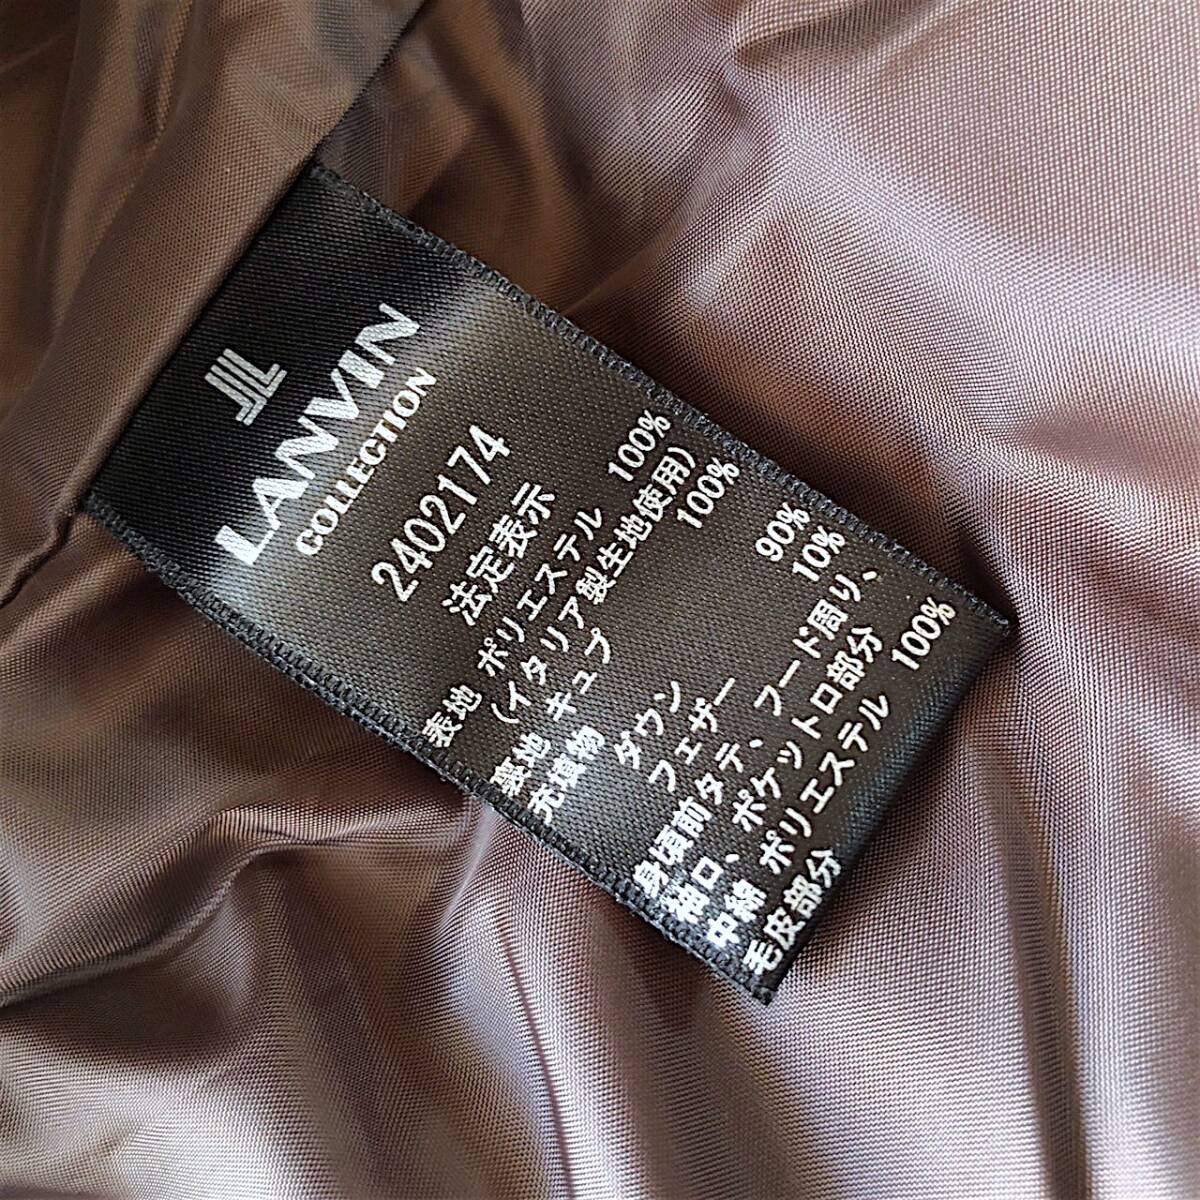 LANVIN
COLLECTION
2402174
法定表示
表地 ポリエステル 100%
(イタリア製生地使用)
裏地 キュプラ 100%
充填物
ダウン 90%
フェザー 10%
身頃前タテ、フード周り、
袖口、ポケット口部分
中綿 ポリエステル 100%
毛皮部分